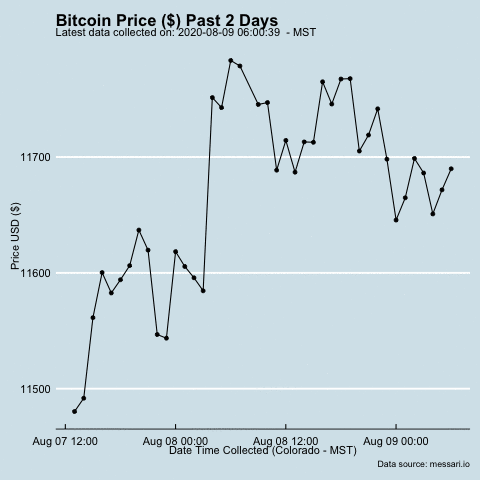 Bitcoin Price ($) Past 2 Days
Latest data collected on: 2020-08-09 06:00:39  - MST
Price USD ($)
11700
11600
11500
Aug 07 12:00 Aug 08 00:00 Aug 08 12:00 Aug 09 00:00
Date Time Collected (Colorado - MST)
Data source: messari.io